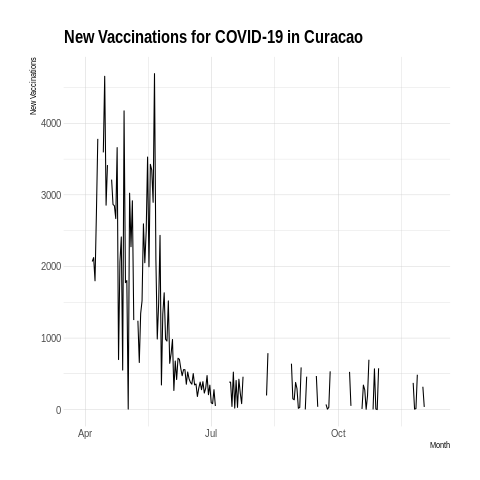 New Vaccinations for COVID-19 in Curacao
New Vaccinations
4000
3000
2000
1000
0
Apr
Jul
Oct
Month